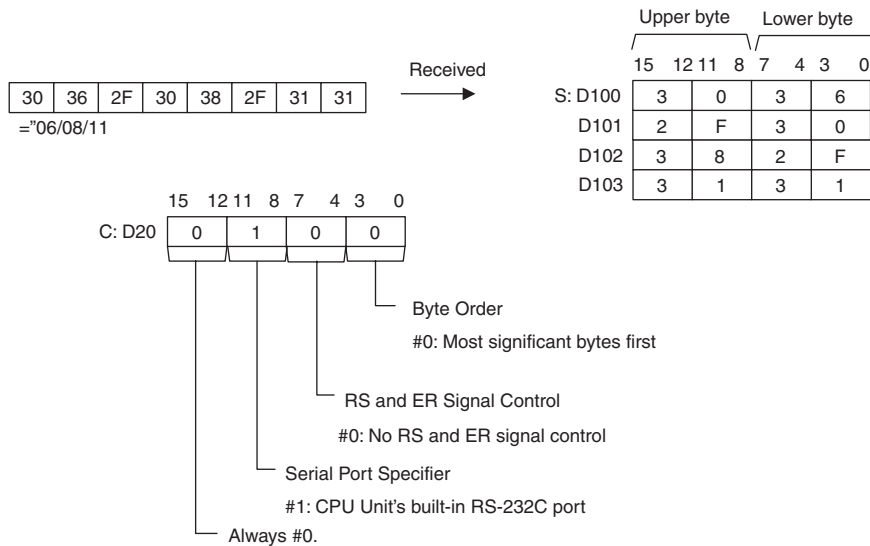 Upper byte Lower byte
15 12 11 8 7 4 3 0
Received
30 36 2F 30 38 2F 31 31
="06/08/11
S: D100 3 0 3 6
D101 2 F 3 0
D102 3 8 2 F
D103 3 1 3 1
15 12 11 8 7 4 3 0
C: D20 0 1 0 0
Byte Order
#0: Most significant bytes first
RS and ER Signal Control
#0: No RS and ER signal control
Serial Port Specifier
#1: CPU Unit's built-in RS-232C port
Always #0.